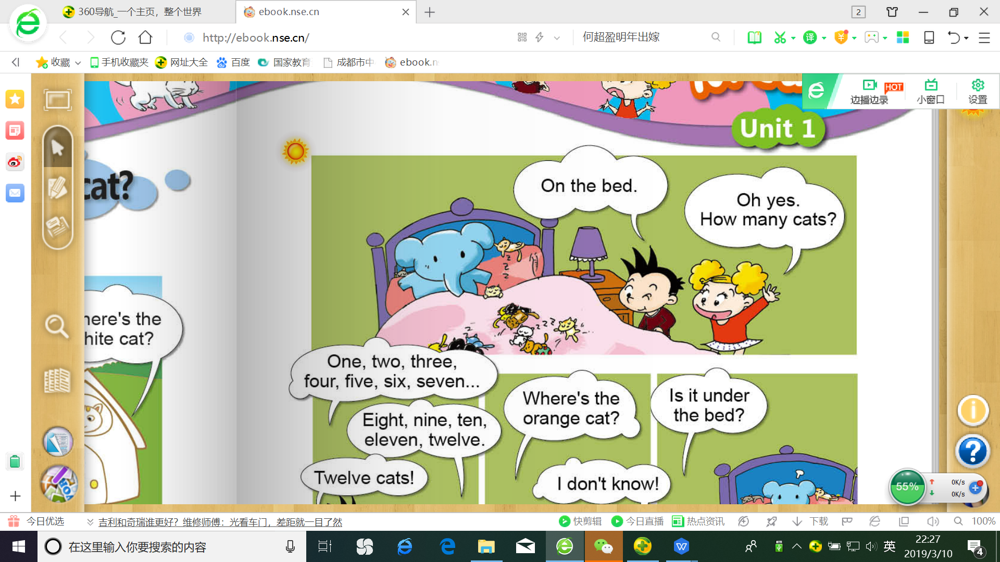 360导航_一个主页，整个世界
ebook.nse.cn
2
http://ebook.nse.cn/
何超盈明年出嫁
译
收藏
手机收藏夹
网址大全
百度
国家教育
成都市中
ebook.n
HOT
边播边录
小窗口
设置
Unit 1
cat?
On the bed.
Oh yes.
How many cats?
z
z
z
z z z
z
z
here's the
hite cat?
One, two, three,
four, five, six, seven...
Eight, nine, ten,
eleven, twelve.
Twelve cats!
Where's the
orange cat?
I don't know!
Is it under
the bed?
55%
0K/s
0K/s
今日优选
吉利和奇瑞谁更好？维修师傅：光看车门，差距就一目了然
快剪辑
今日直播
热点资讯
下载
100%
在这里输入你要搜索的内容
英
22:27
2019/3/10
4